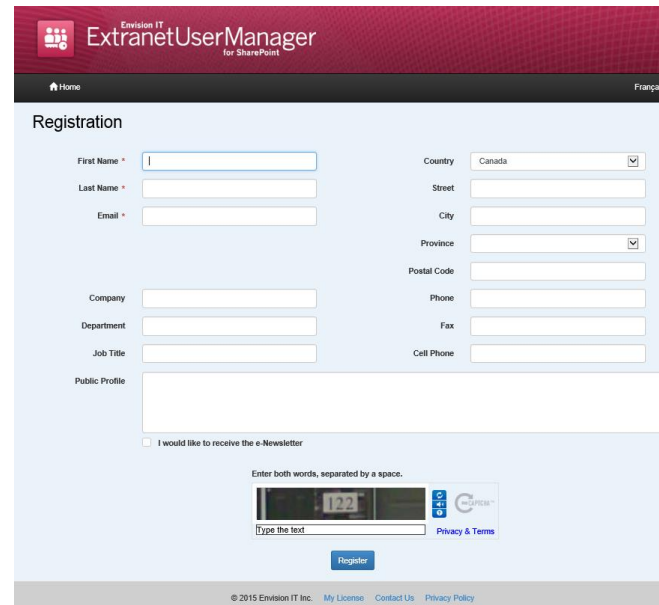 Envision IT
ExtranetUserManager
for SharePoint
Home
França
Registration
First Name *
Last Name *
Email *
Company
Department
Job Title
Country Canada
Street
City
Province
Postal Code
Phone
Fax
Cell Phone
Public Profile
I would like to receive the e-Newsletter
Enter both words, separated by a space.
122
Type the text
Privacy & Terms
Register
© 2015 Envision IT Inc. My License Contact Us Privacy Policy